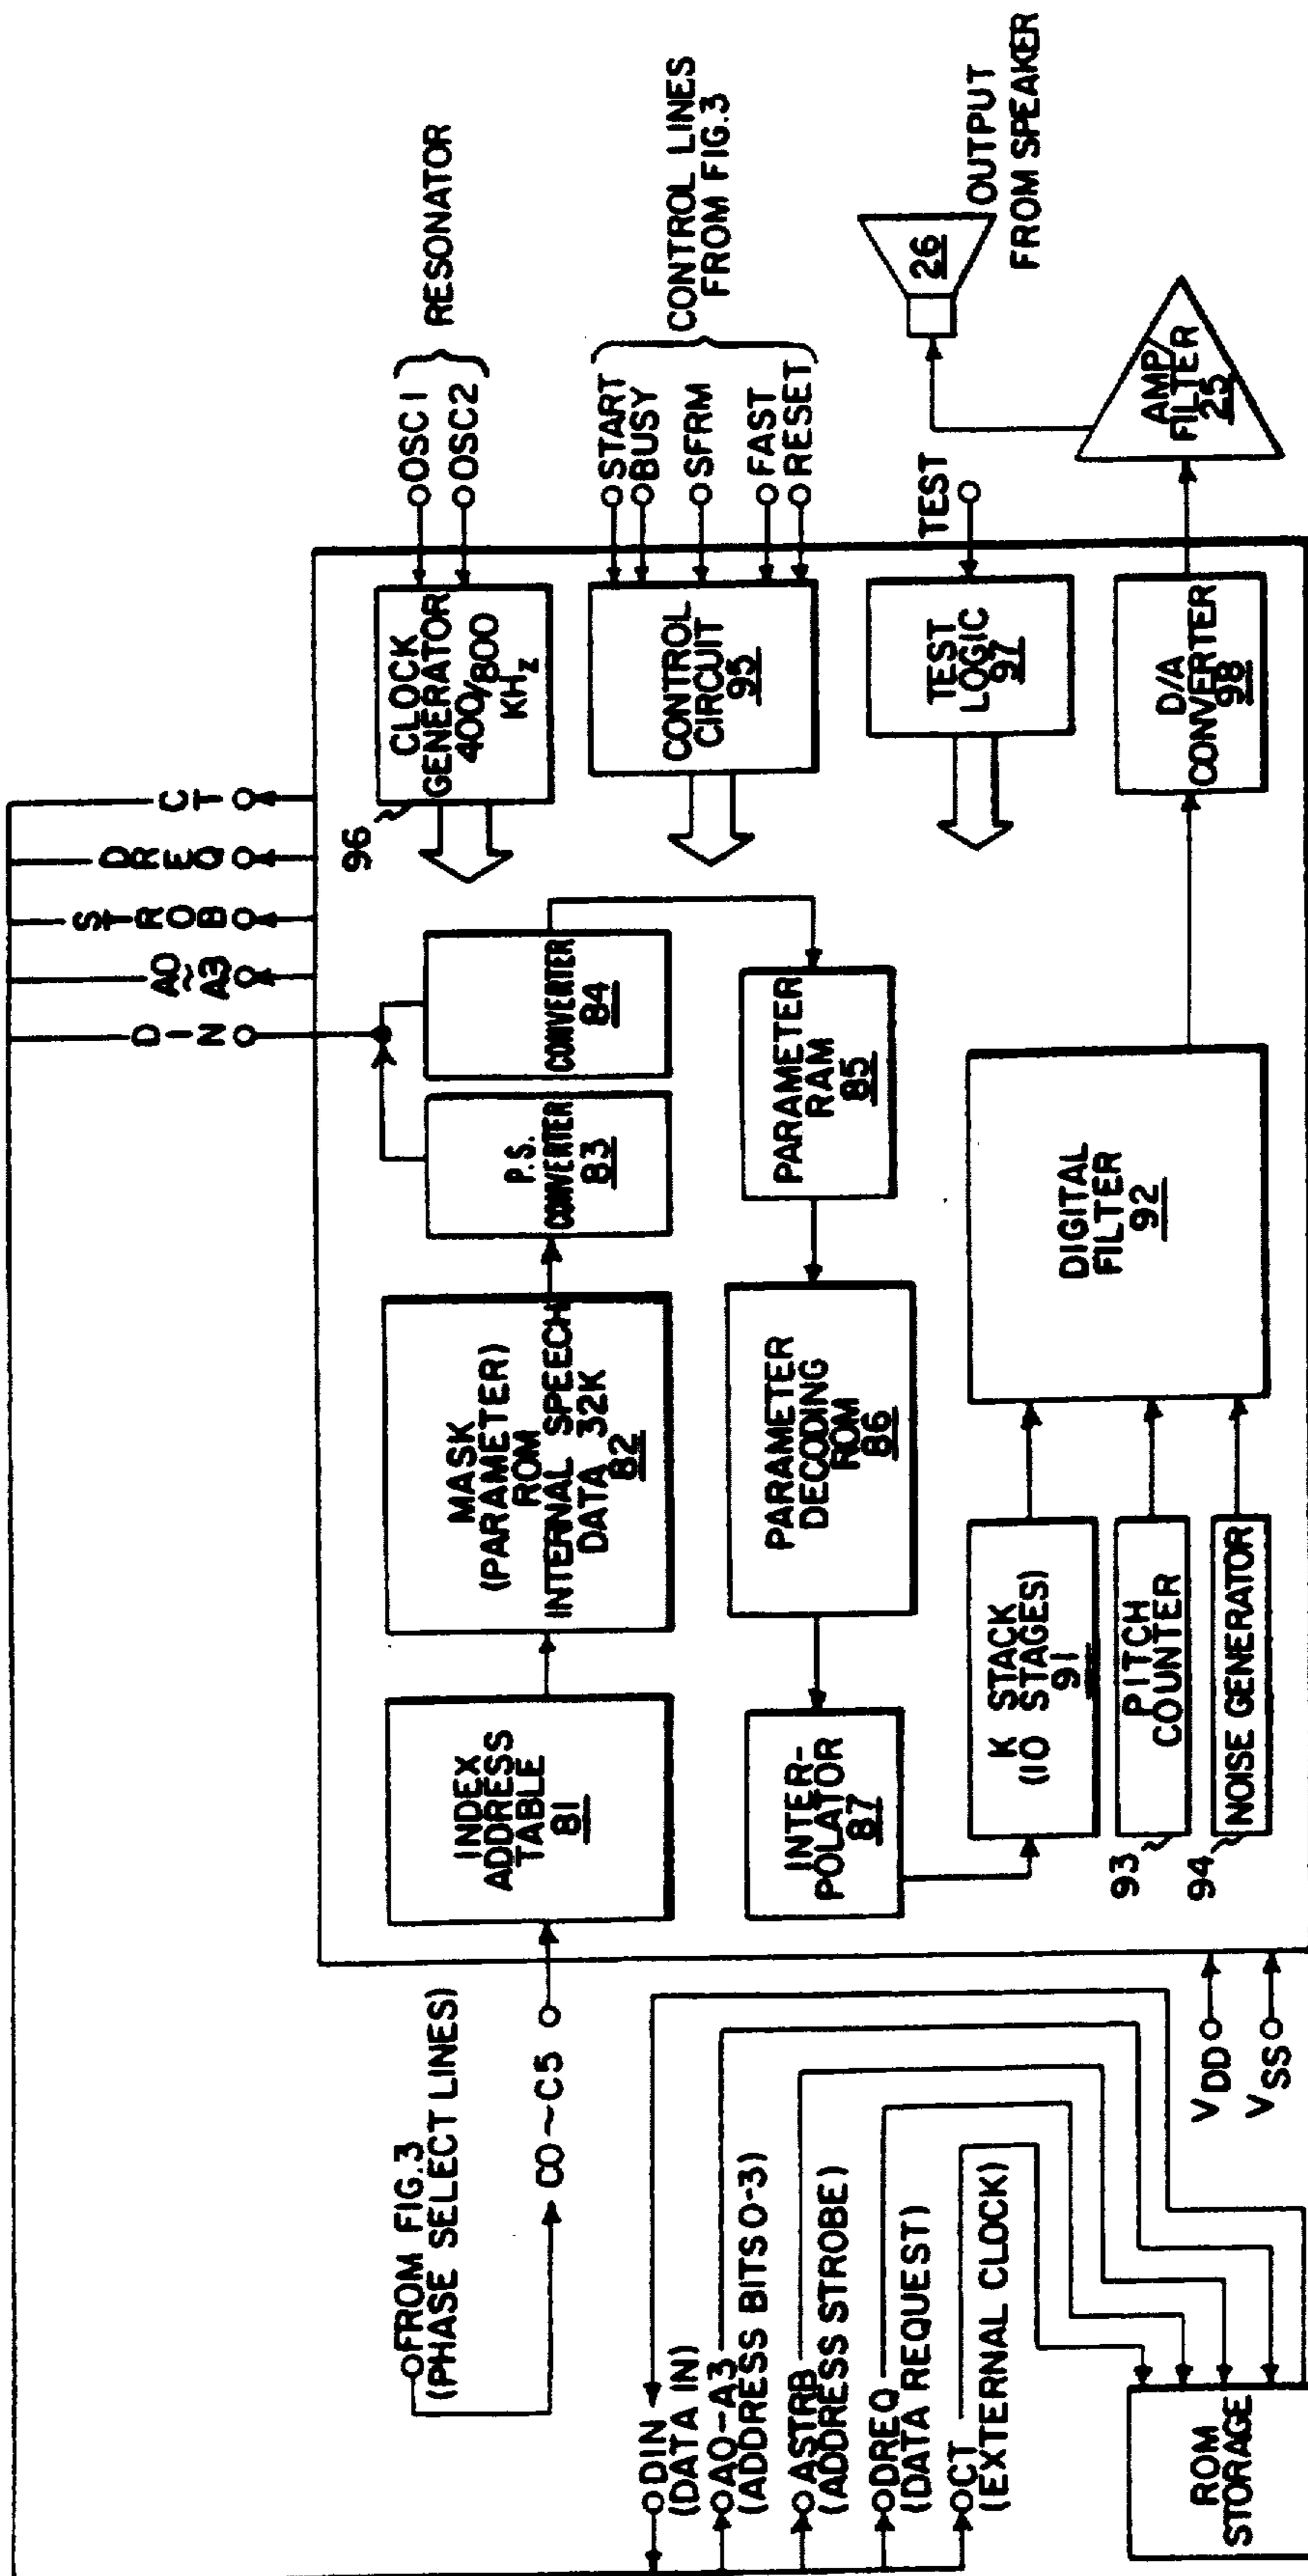 DIN
A0~A3
STROB
DREQ
CT
FROM FIG.3
(PHASE SELECT LINES)
C0~C5
INDEX
ADDRESS
TABLE
81
MASK
(PARAMETER)
ROM
INTERNAL SPEECH
DATA 32K
82
P.S.
CONVERTER
83
CONVERTER
84
96
CLOCK
GENERATOR
400/800
KHz
OSC1
OSC2
RESONATOR
INTER-
POLATOR
87
PARAMETER
DECODING
ROM
86
PARAMETER
RAM
85
CONTROL
CIRCUIT
95
START
BUSY
SFRM
FAST
RESET
CONTROL LINES
FROM FIG.3
K STACK
(10 STAGES)
91
93
PITCH
COUNTER
94
NOISE GENERATOR
DIGITAL
FILTER
92
TEST
LOGIC
97
TEST
D/A
CONVERTER
98
AMP/
FILTER
25
26
OUTPUT
FROM SPEAKER
DIN
(DATA IN)
A0-A3
(ADDRESS BITS 0-3)
ASTRB
(ADDRESS STROBE)
DREQ
(DATA REQUEST)
CT
(EXTERNAL CLOCK)
VDD
VSS
ROM
STORAGE